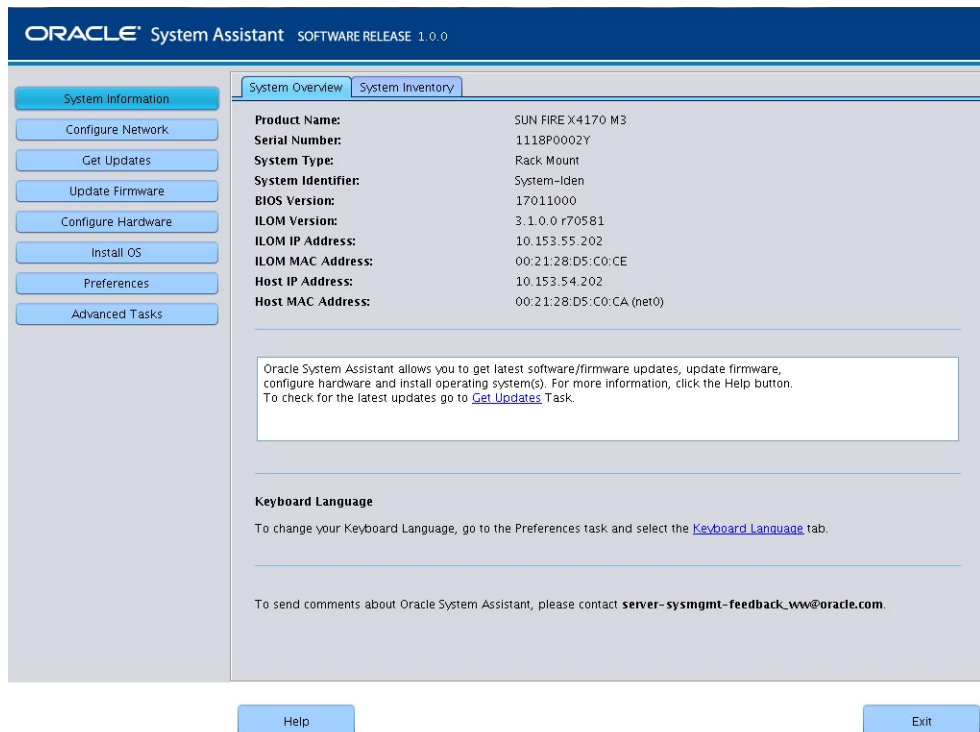 ORACLE System Assistant SOFTWARE RELEASE 1.0.0
System Information
Configure Network
Get Updates
Update Firmware
Configure Hardware
Install OS
Preferences
Advanced Tasks
System Overview System Inventory
Product Name: SUN FIRE X4170 M3
Serial Number: 1118P0002Y
System Type: Rack Mount
System Identifier: System-Iden
BIOS Version: 17011000
ILOM Version: 3.1.0.0 r70581
ILOM IP Address: 10.153.55.202
ILOM MAC Address: 00:21:28:D5:C0:CE
Host IP Address: 10.153.54.202
Host MAC Address: 00:21:28:D5:C0:CA (net0)
Oracle System Assistant allows you to get latest software/firmware updates, update firmware,
configure hardware and install operating system(s). For more information, click the Help button.
To check for the latest updates go to Get Updates Task.
Keyboard Language
To change your Keyboard Language, go to the Preferences task and select the Keyboard Language tab.
To send comments about Oracle System Assistant, please contact server-sysmgmt-feedback_ww@oracle.com.
Help
Exit